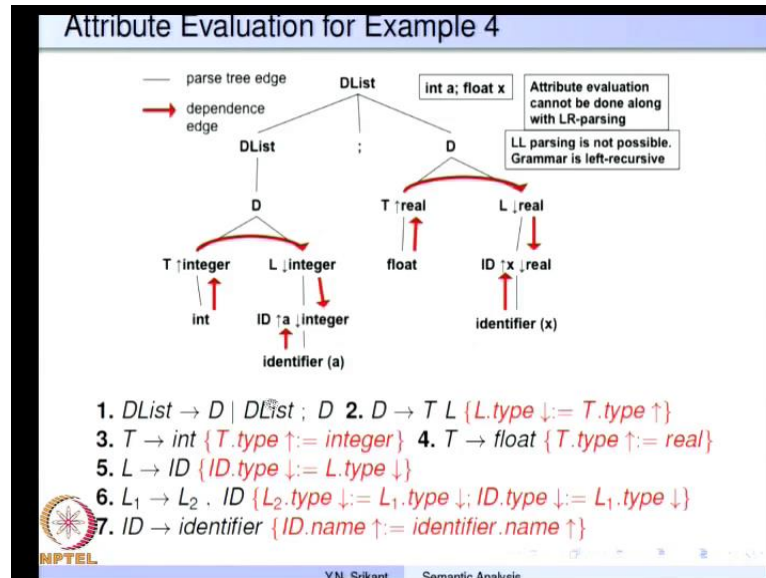 Attribute Evaluation for Example 4
parse tree edge
dependence
edge
DList
int a; float x
Attribute evaluation
cannot be done along
with LR-parsing
LL parsing is not possible.
Grammar is left-recursive
DList ; D
D T ↑real L ↓real
T ↑integer L ↓integer float ID ↑x ↓real
int ID ↑a ↓integer identifier (x)
identifier (a)
1. DList → D | DList ; D 2. D → T L {L.type ↓:= T.type ↑}
3. T → int {T.type ↑:= integer} 4. T → float {T.type ↑:= real}
5. L → ID {ID.type ↓:= L.type ↓}
6. L₁ → L₂ , ID {L₂.type ↓:= L₁.type ↓; ID.type ↓:= L₁.type ↓}
7. ID → identifier {ID.name ↑:= identifier.name ↑}
NPTEL
Y.N. Srikant Semantic Analysis